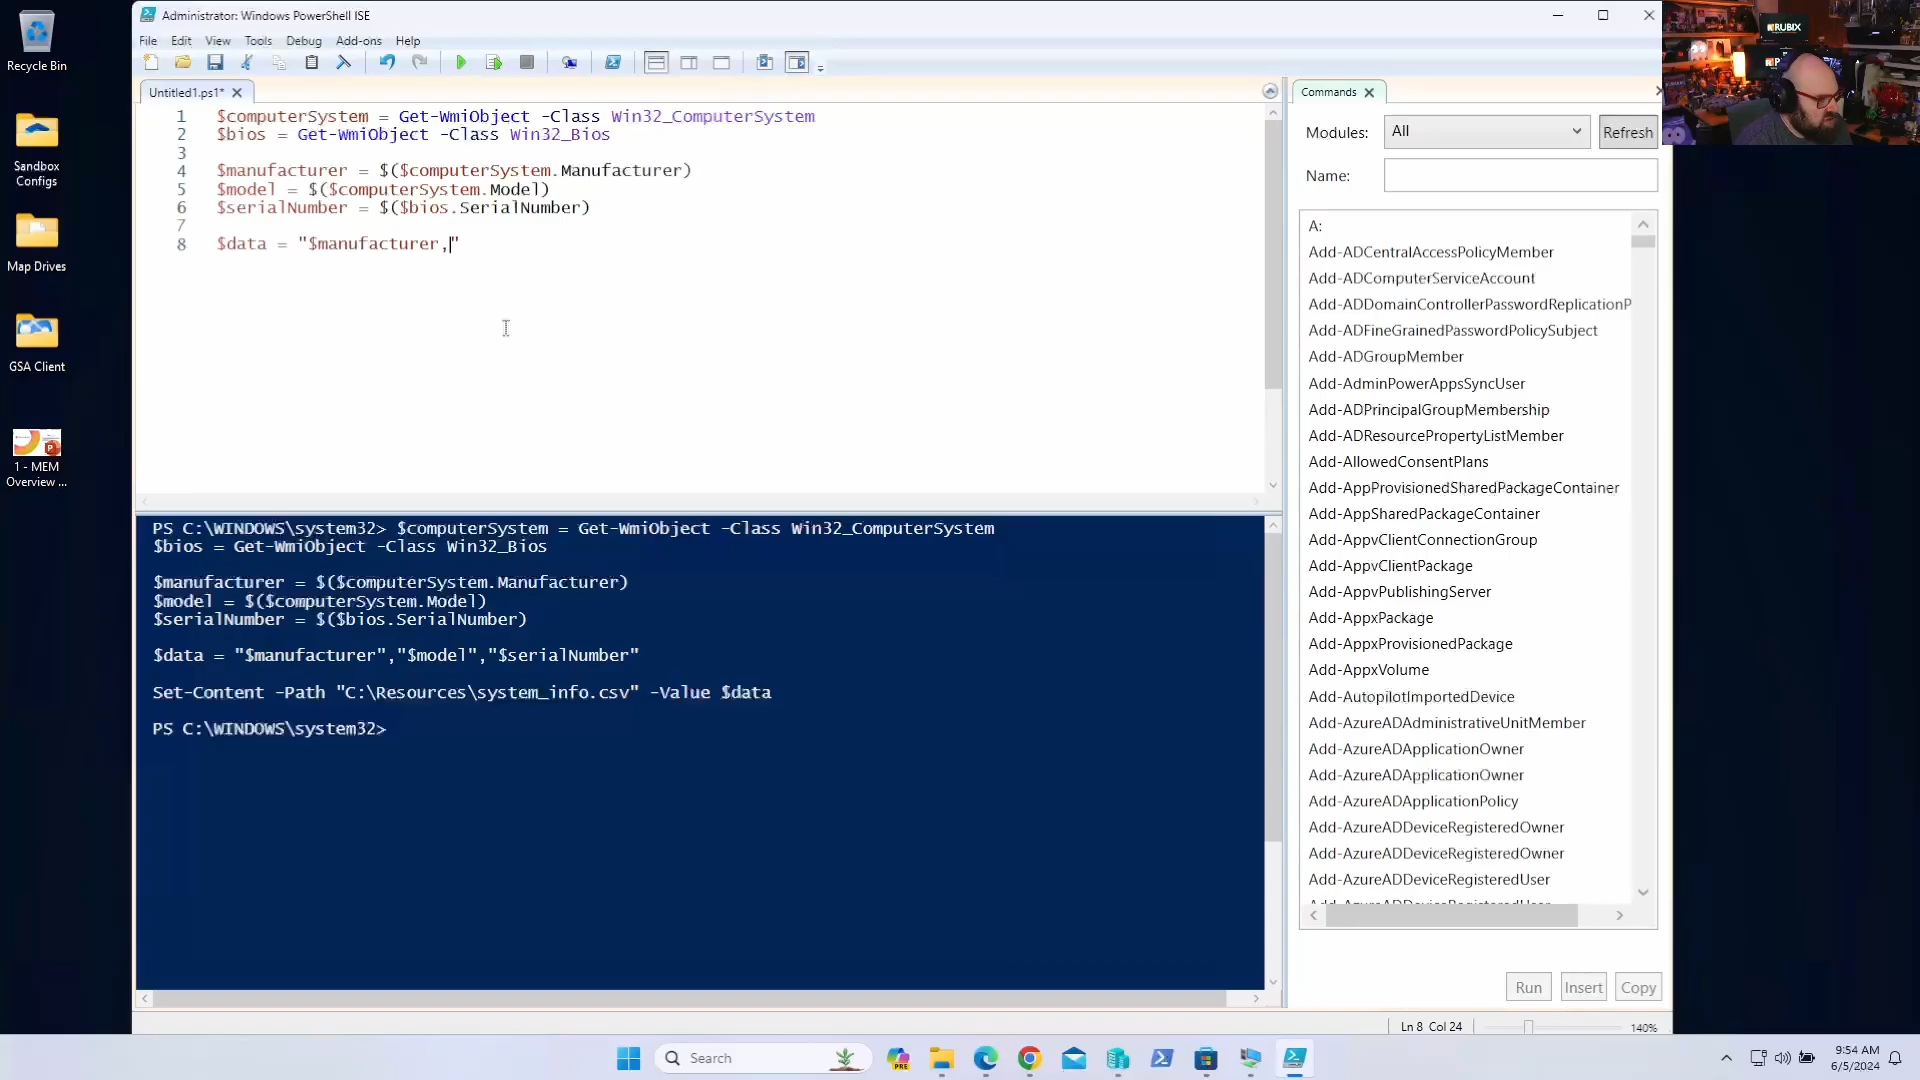 Administrator: Windows PowerShell ISE
File Edit View Tools Debug Add-ons Help
Untitled1.ps1*
1 $computerSystem = Get-WmiObject -Class Win32_ComputerSystem
2 $bios = Get-WmiObject -Class Win32_Bios
3
4 $manufacturer = $($computerSystem.Manufacturer)
5 $model = $($computerSystem.Model)
6 $serialNumber = $($bios.SerialNumber)
7
8 $data = "$manufacturer,"
PS C:\WINDOWS\system32> $computerSystem = Get-WmiObject -Class Win32_ComputerSystem
$bios = Get-WmiObject -Class Win32_Bios
$manufacturer = $($computerSystem.Manufacturer)
$model = $($computerSystem.Model)
$serialNumber = $($bios.SerialNumber)
$data = "$manufacturer","$model","$serialNumber"
Set-Content -Path "C:\Resources\system_info.csv" -Value $data
PS C:\WINDOWS\system32>
Commands
Modules: All Refresh
Name:
A:
Add-ADCentralAccessPolicyMember
Add-ADComputerServiceAccount
Add-ADDomainControllerPasswordReplicationP
Add-ADFineGrainedPasswordPolicySubject
Add-ADGroupMember
Add-AdminPowerAppsSyncUser
Add-ADPrincipalGroupMembership
Add-ADResourcePropertyListMember
Add-AllowedConsentPlans
Add-AppProvisionedSharedPackageContainer
Add-AppSharedPackageContainer
Add-AppvClientConnectionGroup
Add-AppvClientPackage
Add-AppvPublishingServer
Add-AppxPackage
Add-AppxProvisionedPackage
Add-AppxVolume
Add-AutopilotImportedDevice
Add-AzureADAdministrativeUnitMember
Add-AzureADApplicationOwner
Add-AzureADApplicationOwner
Add-AzureADApplicationPolicy
Add-AzureADDeviceRegisteredOwner
Add-AzureADDeviceRegisteredOwner
Add-AzureADDeviceRegisteredUser
Run Insert Copy
Ln 8 Col 24 140%
Recycle Bin
Sandbox
Configs
Map Drives
GSA Client
1 - MEM
Overview ...
RUBIX
Search
PRE
9:54 AM
6/5/2024